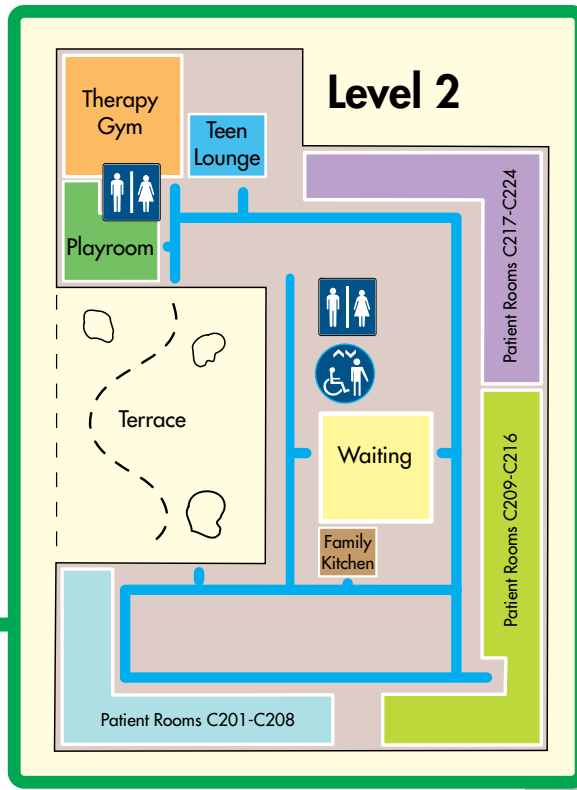 Level 2
Therapy
Gym
Teen
Lounge
Playroom
Patient Rooms C217-C224
Terrace
Waiting
Patient Rooms C209-C216
Family
Kitchen
Patient Rooms C201-C208